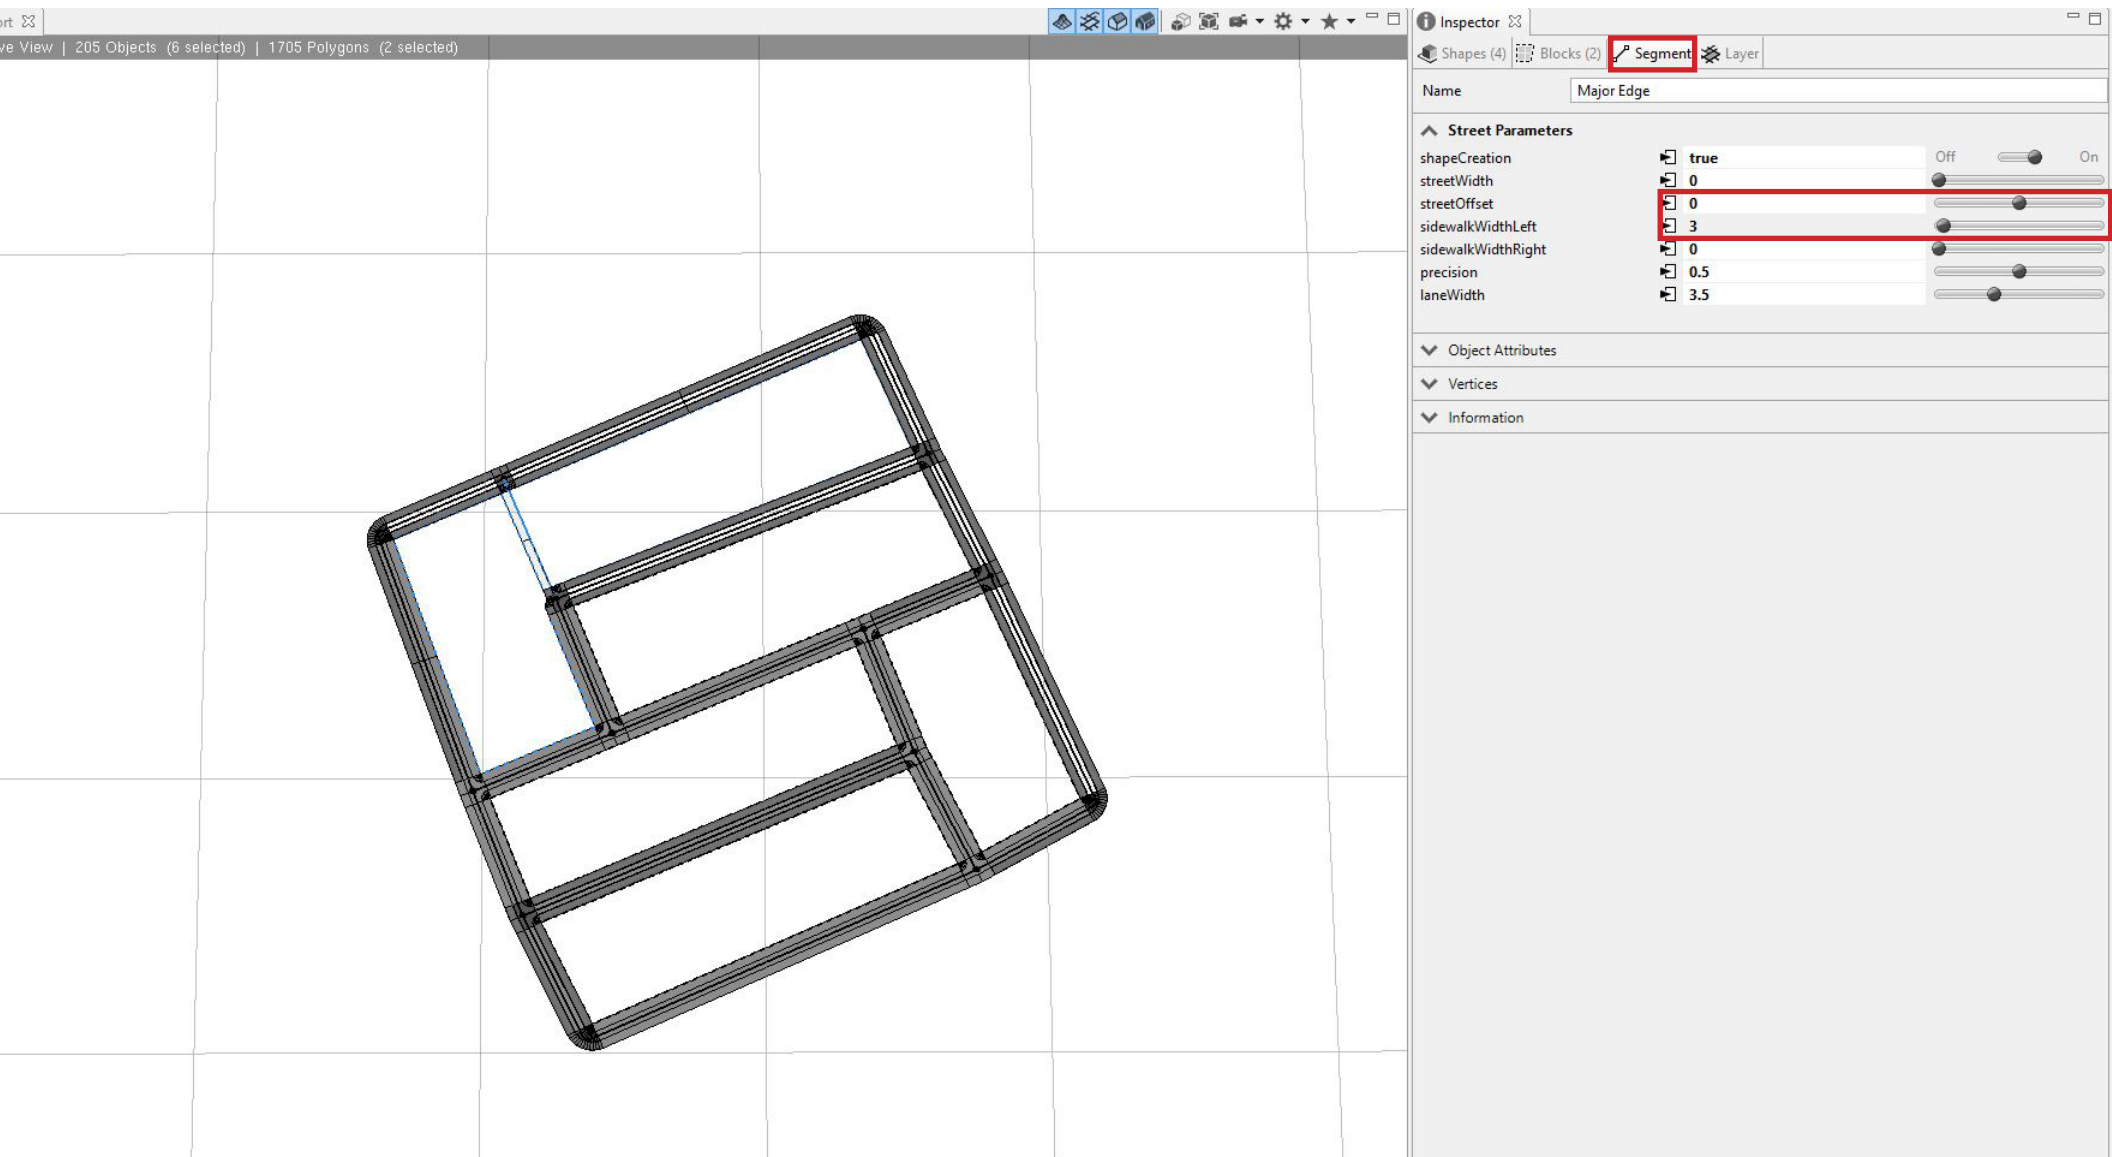 ort
ve View | 205 Objects (6 selected) | 1705 Polygons (2 selected)
Inspector
Shapes (4) Blocks (2) Segment Layer
Name Major Edge
Street Parameters
shapeCreation true Off On
streetWidth 0
streetOffset 0
sidewalkWidthLeft 3
sidewalkWidthRight 0
precision 0.5
laneWidth 3.5
Object Attributes
Vertices
Information